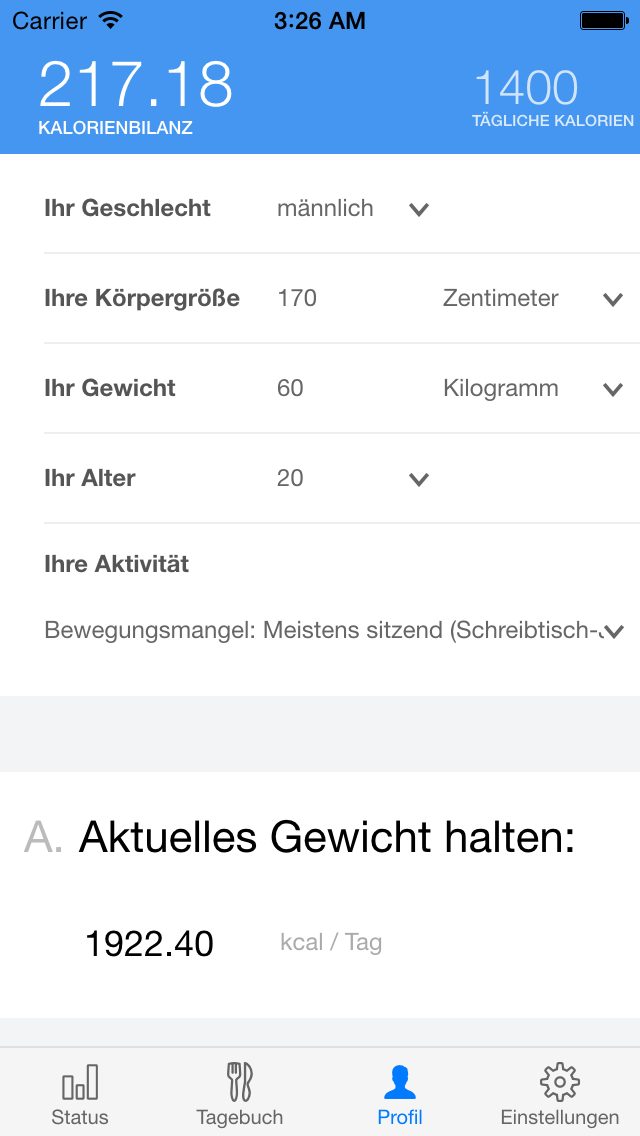 Carrier 3:26 AM
217.18 1400
KALORIENBILANZ TÄGLICHE KALORIEN
Ihr Geschlecht männlich
Ihre Körpergröße 170 Zentimeter
Ihr Gewicht 60 Kilogramm
Ihr Alter 20
Ihre Aktivität
Bewegungsmangel: Meistens sitzend (Schreibtisch-
A. Aktuelles Gewicht halten:
1922.40 kcal / Tag
Status Tagebuch Profil Einstellungen